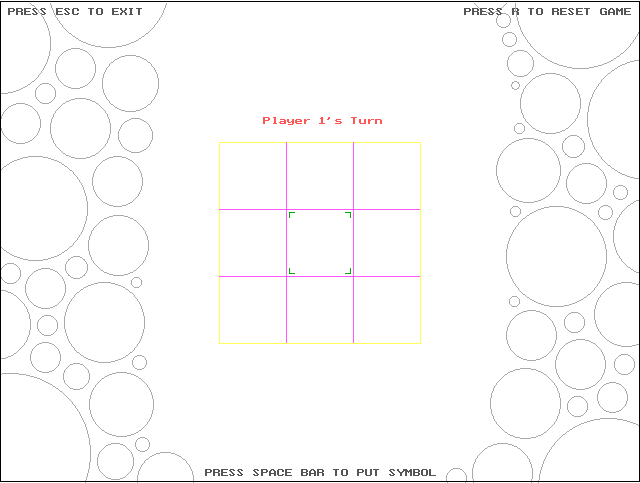 PRESS ESC TO EXIT
PRESS R TO RESET GAME
Player 1's Turn
PRESS SPACE BAR TO PUT SYMBOL